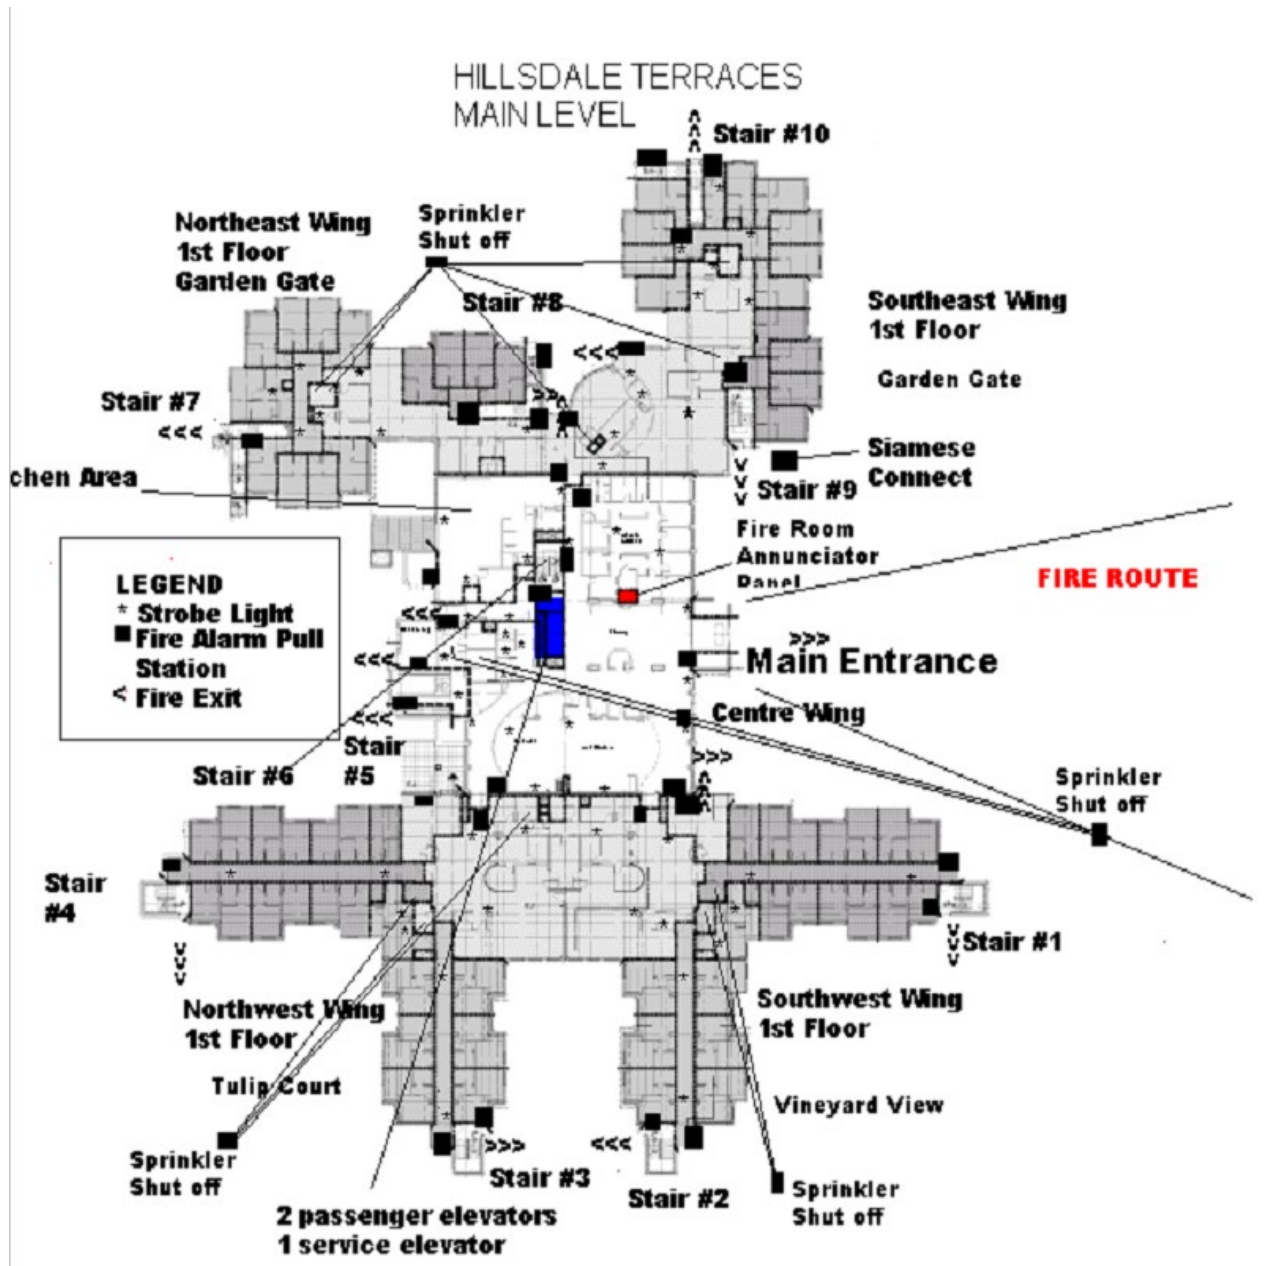 HILLSDALE TERRACES
MAIN LEVEL
Stair #10
Northeast Wing
1st Floor
Garden Gate
Sprinkler
Shut off
Stair #8
Southeast Wing
1st Floor
Garden Gate
Stair #7
Siamese
Connect
chen Area
Stair #9
Fire Room
Annunciator
Panel
FIRE ROUTE
LEGEND
* Strobe Light
Fire Alarm Pull
Station
< Fire Exit
>>>
Main Entrance
Centre Wing
Stair
#5
Stair #6
Sprinkler
Shut off
Stair
#4
Stair #1
Northwest Wing
1st Floor
Southwest Wing
1st Floor
Tulip Court
Vineyard View
Sprinkler
Shut off
Stair #3
Stair #2
Sprinkler
Shut off
2 passenger elevators
1 service elevator